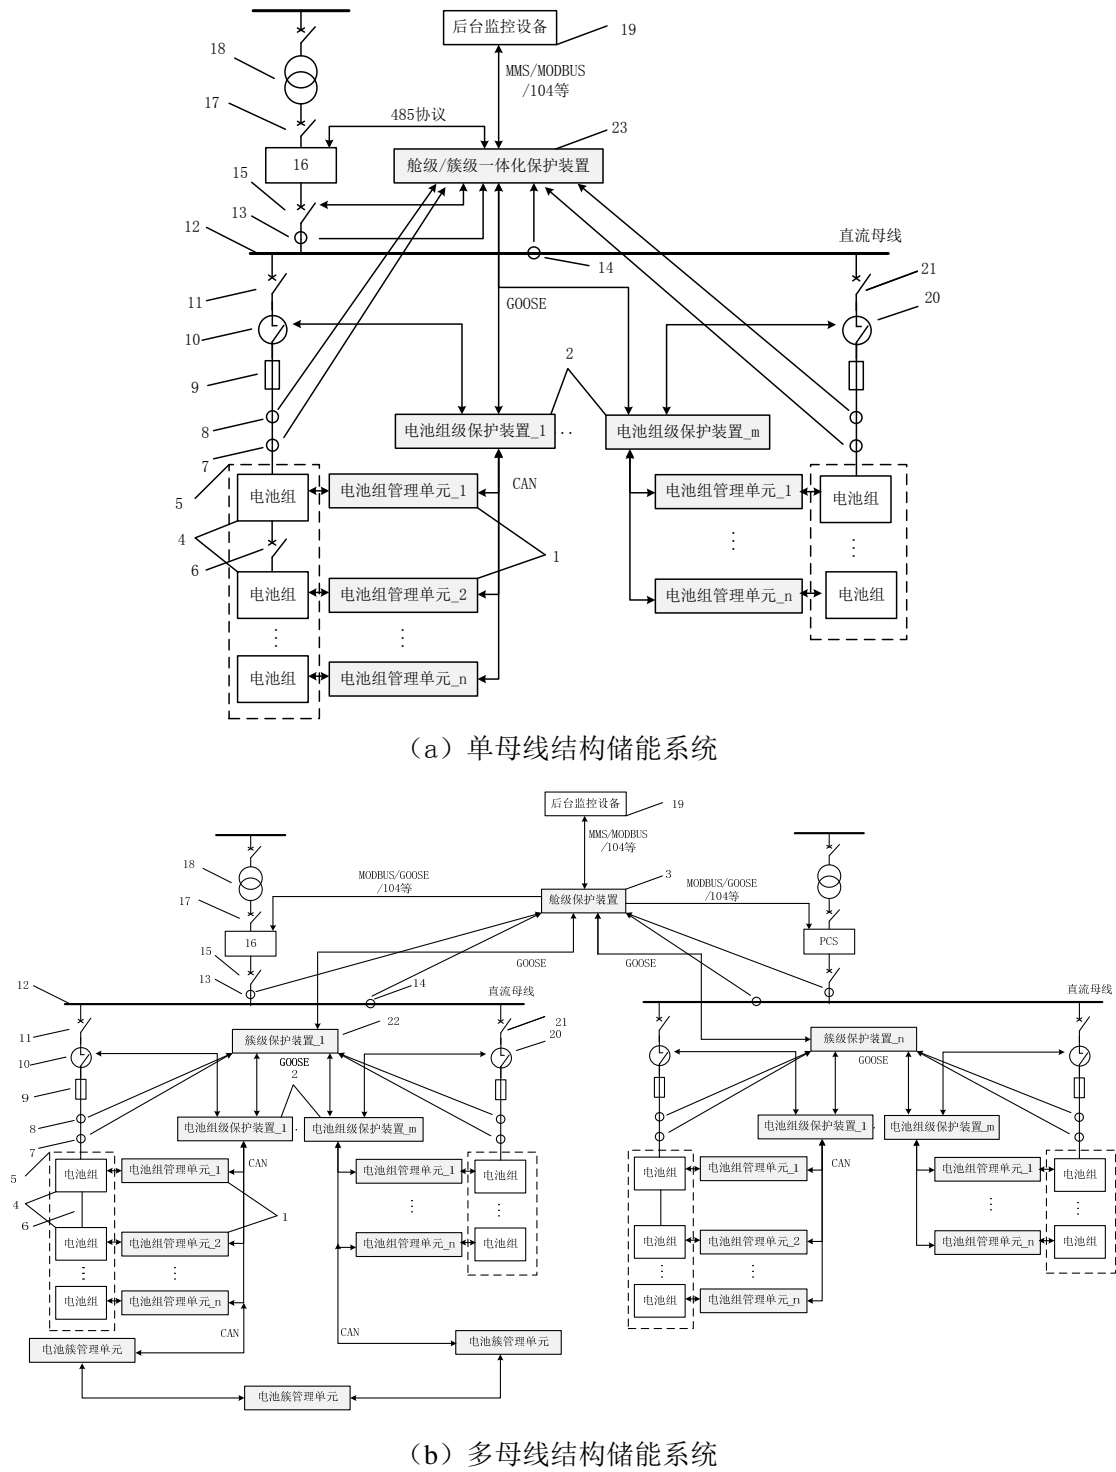 后台监控设备
19
18
MMS/MODBUS
/104等
17
485协议
23
16
舱级/簇级一体化保护装置
15
13
12
直流母线
14
21
11
GOOSE
20
10
2
9
8
电池组级保护装置_1
..
电池组级保护装置_m
7
5
电池组
电池组管理单元_1
CAN
电池组管理单元_1
电池组
4
6
1
电池组
电池组管理单元_2
电池组管理单元_n
电池组
电池组
电池组管理单元_n
（a）单母线结构储能系统
后台监控设备
19
MMS/MODBUS
/104等
18
MODBUS/GOOSE
/104等
3
MODBUS/GOOSE
/104等
17
舱级保护装置
16
PCS
15
GOOSE
GOOSE
13
12
14
直流母线
直流母线
11
22
21
簇级保护装置_1
20
簇级保护装置_n
10
GOOSE
GOOSE
9
2
8
电池组级保护装置_1
.
电池组级保护装置_m
电池组级保护装置_1
.
电池组级保护装置_m
7
5
CAN
CAN
电池组
电池组管理单元_1
电池组管理单元_1
电池组
电池组
电池组管理单元_1
电池组管理单元_1
电池组
4
6
1
电池组
电池组管理单元_2
电池组管理单元_n
电池组
电池组
电池组管理单元_2
电池组管理单元_n
电池组
电池组
电池组管理单元_n
电池组
电池组管理单元_n
CAN
CAN
电池簇管理单元
电池簇管理单元
电池簇管理单元
（b）多母线结构储能系统